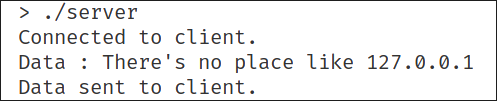 > ./server
Connected to client.
Data : There's no place like 127.0.0.1
Data sent to client.